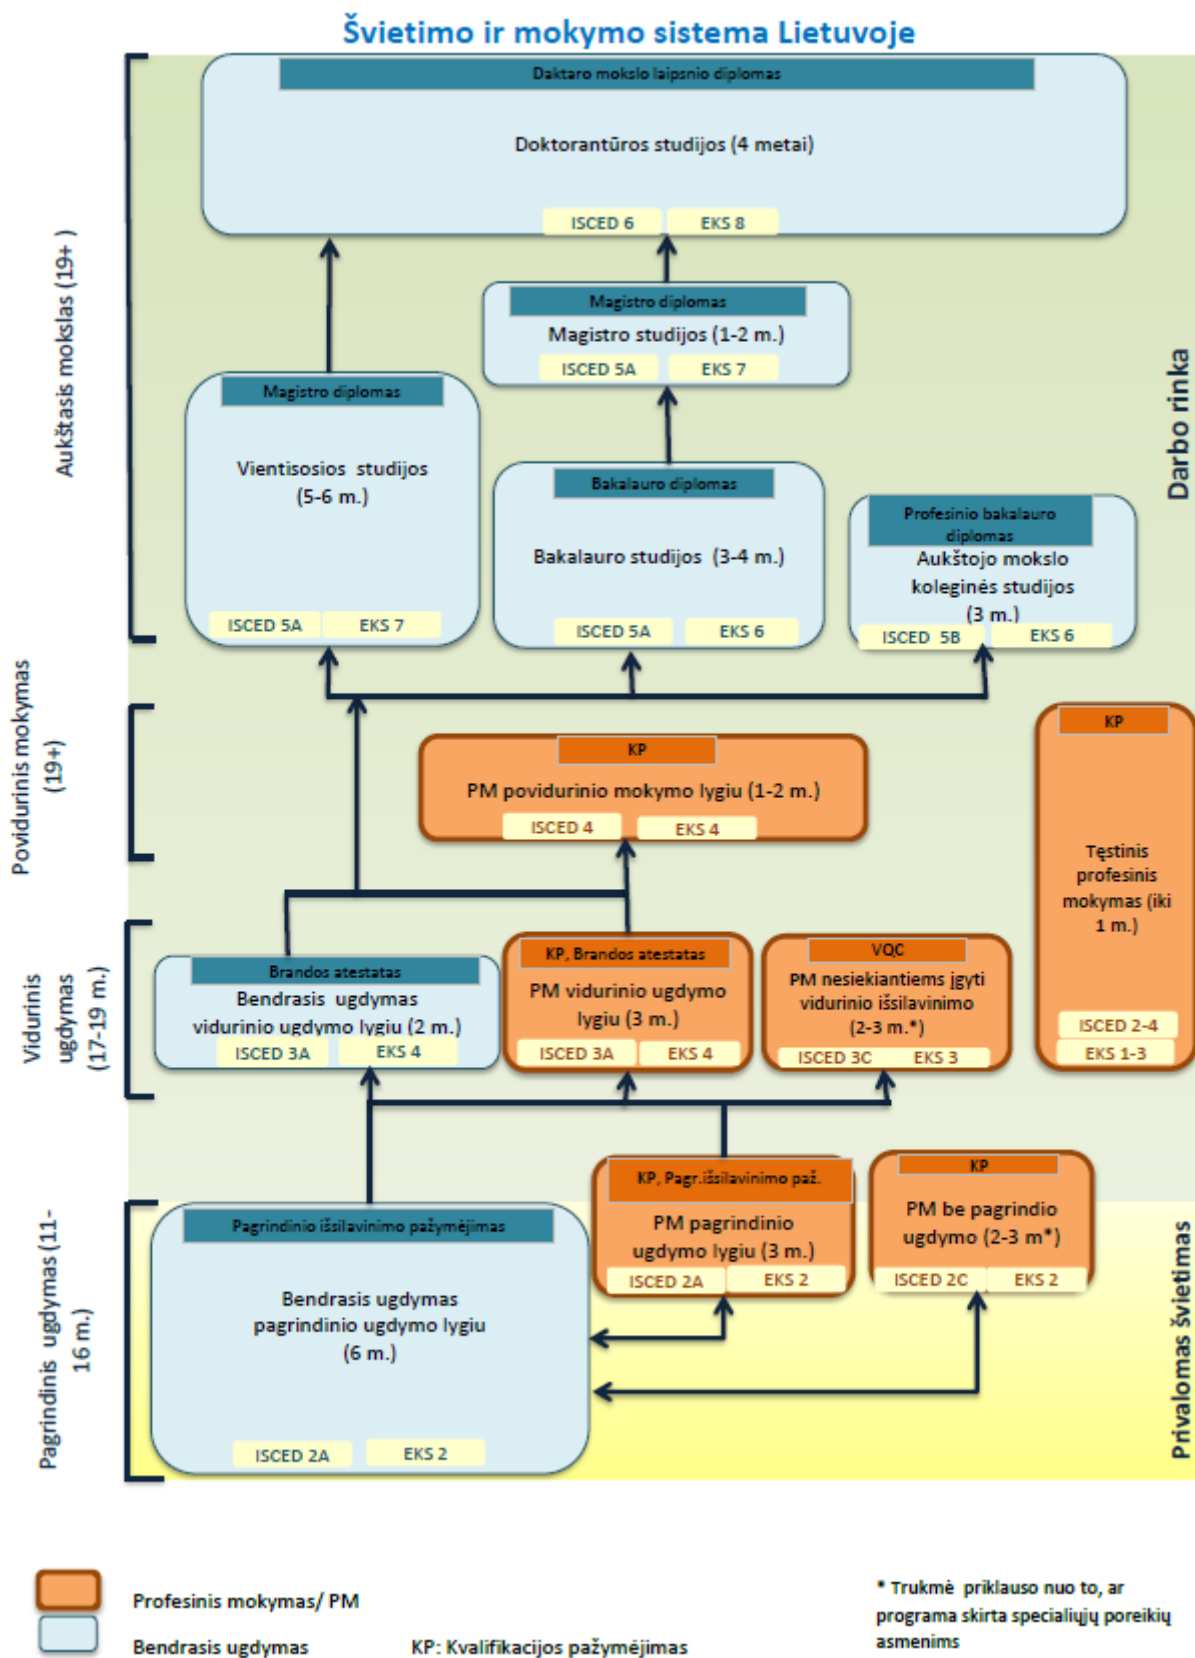 Švietimo ir mokymo sistema Lietuvoje
Aukštasis mokslas (19+ )
Daktaro mokslo laipsnio diplomas
Doktorantūros studijos (4 metai)
ISCED 6
EKS 8
Magistro diplomas
Magistro studijos (1-2 m.)
ISCED 5A
EKS 7
Magistro diplomas
Vientisosios studijos
(5-6 m.)
ISCED 5A
EKS 7
Bakalauro diplomas
Bakalauro studijos (3-4 m.)
ISCED 5A
EKS 6
Profesinio bakalauro
diplomas
Aukštojo mokslo
koleginės studijos
(3 m.)
ISCED 5B
EKS 6
Darbo rinka
Povidurinis mokymas
(19+)
KP
PM povidurinio mokymo lygiu (1-2 m.)
ISCED 4
EKS 4
KP
Tęstinis
profesinis
mokymas (iki
1 m.)
ISCED 2-4
EKS 1-3
Vidurinis
ugdymas
(17-19 m.)
Brandos atestatas
Bendrasis ugdymas
vidurinio ugdymo lygiu (2 m.)
ISCED 3A
EKS 4
KP, Brandos atestatas
PM vidurinio ugdymo
lygiu (3 m.)
ISCED 3A
EKS 4
VQC
PM nesiekiantiems įgyti
vidurinio išsilavinimo
(2-3 m.*)
ISCED 3C
EKS 3
Pagrindinis ugdymas (11-
16 m.)
Pagrindinio išsilavinimo pažymėjimas
Bendrasis ugdymas
pagrindinio ugdymo lygiu
(6 m.)
ISCED 2A
EKS 2
KP, Pagr.išsilavinimo paž.
PM pagrindinio
ugdymo lygiu (3 m.)
ISCED 2A
EKS 2
KP
PM be pagrindio
ugdymo (2-3 m*)
ISCED 2C
EKS 2
Privalomas švietimas
Profesinis mokymas/ PM
Bendrasis ugdymas
KP: Kvalifikacijos pažymėjimas
* Trukmė priklauso nuo to, ar
programa skirta specialiųjų poreikių
asmenims